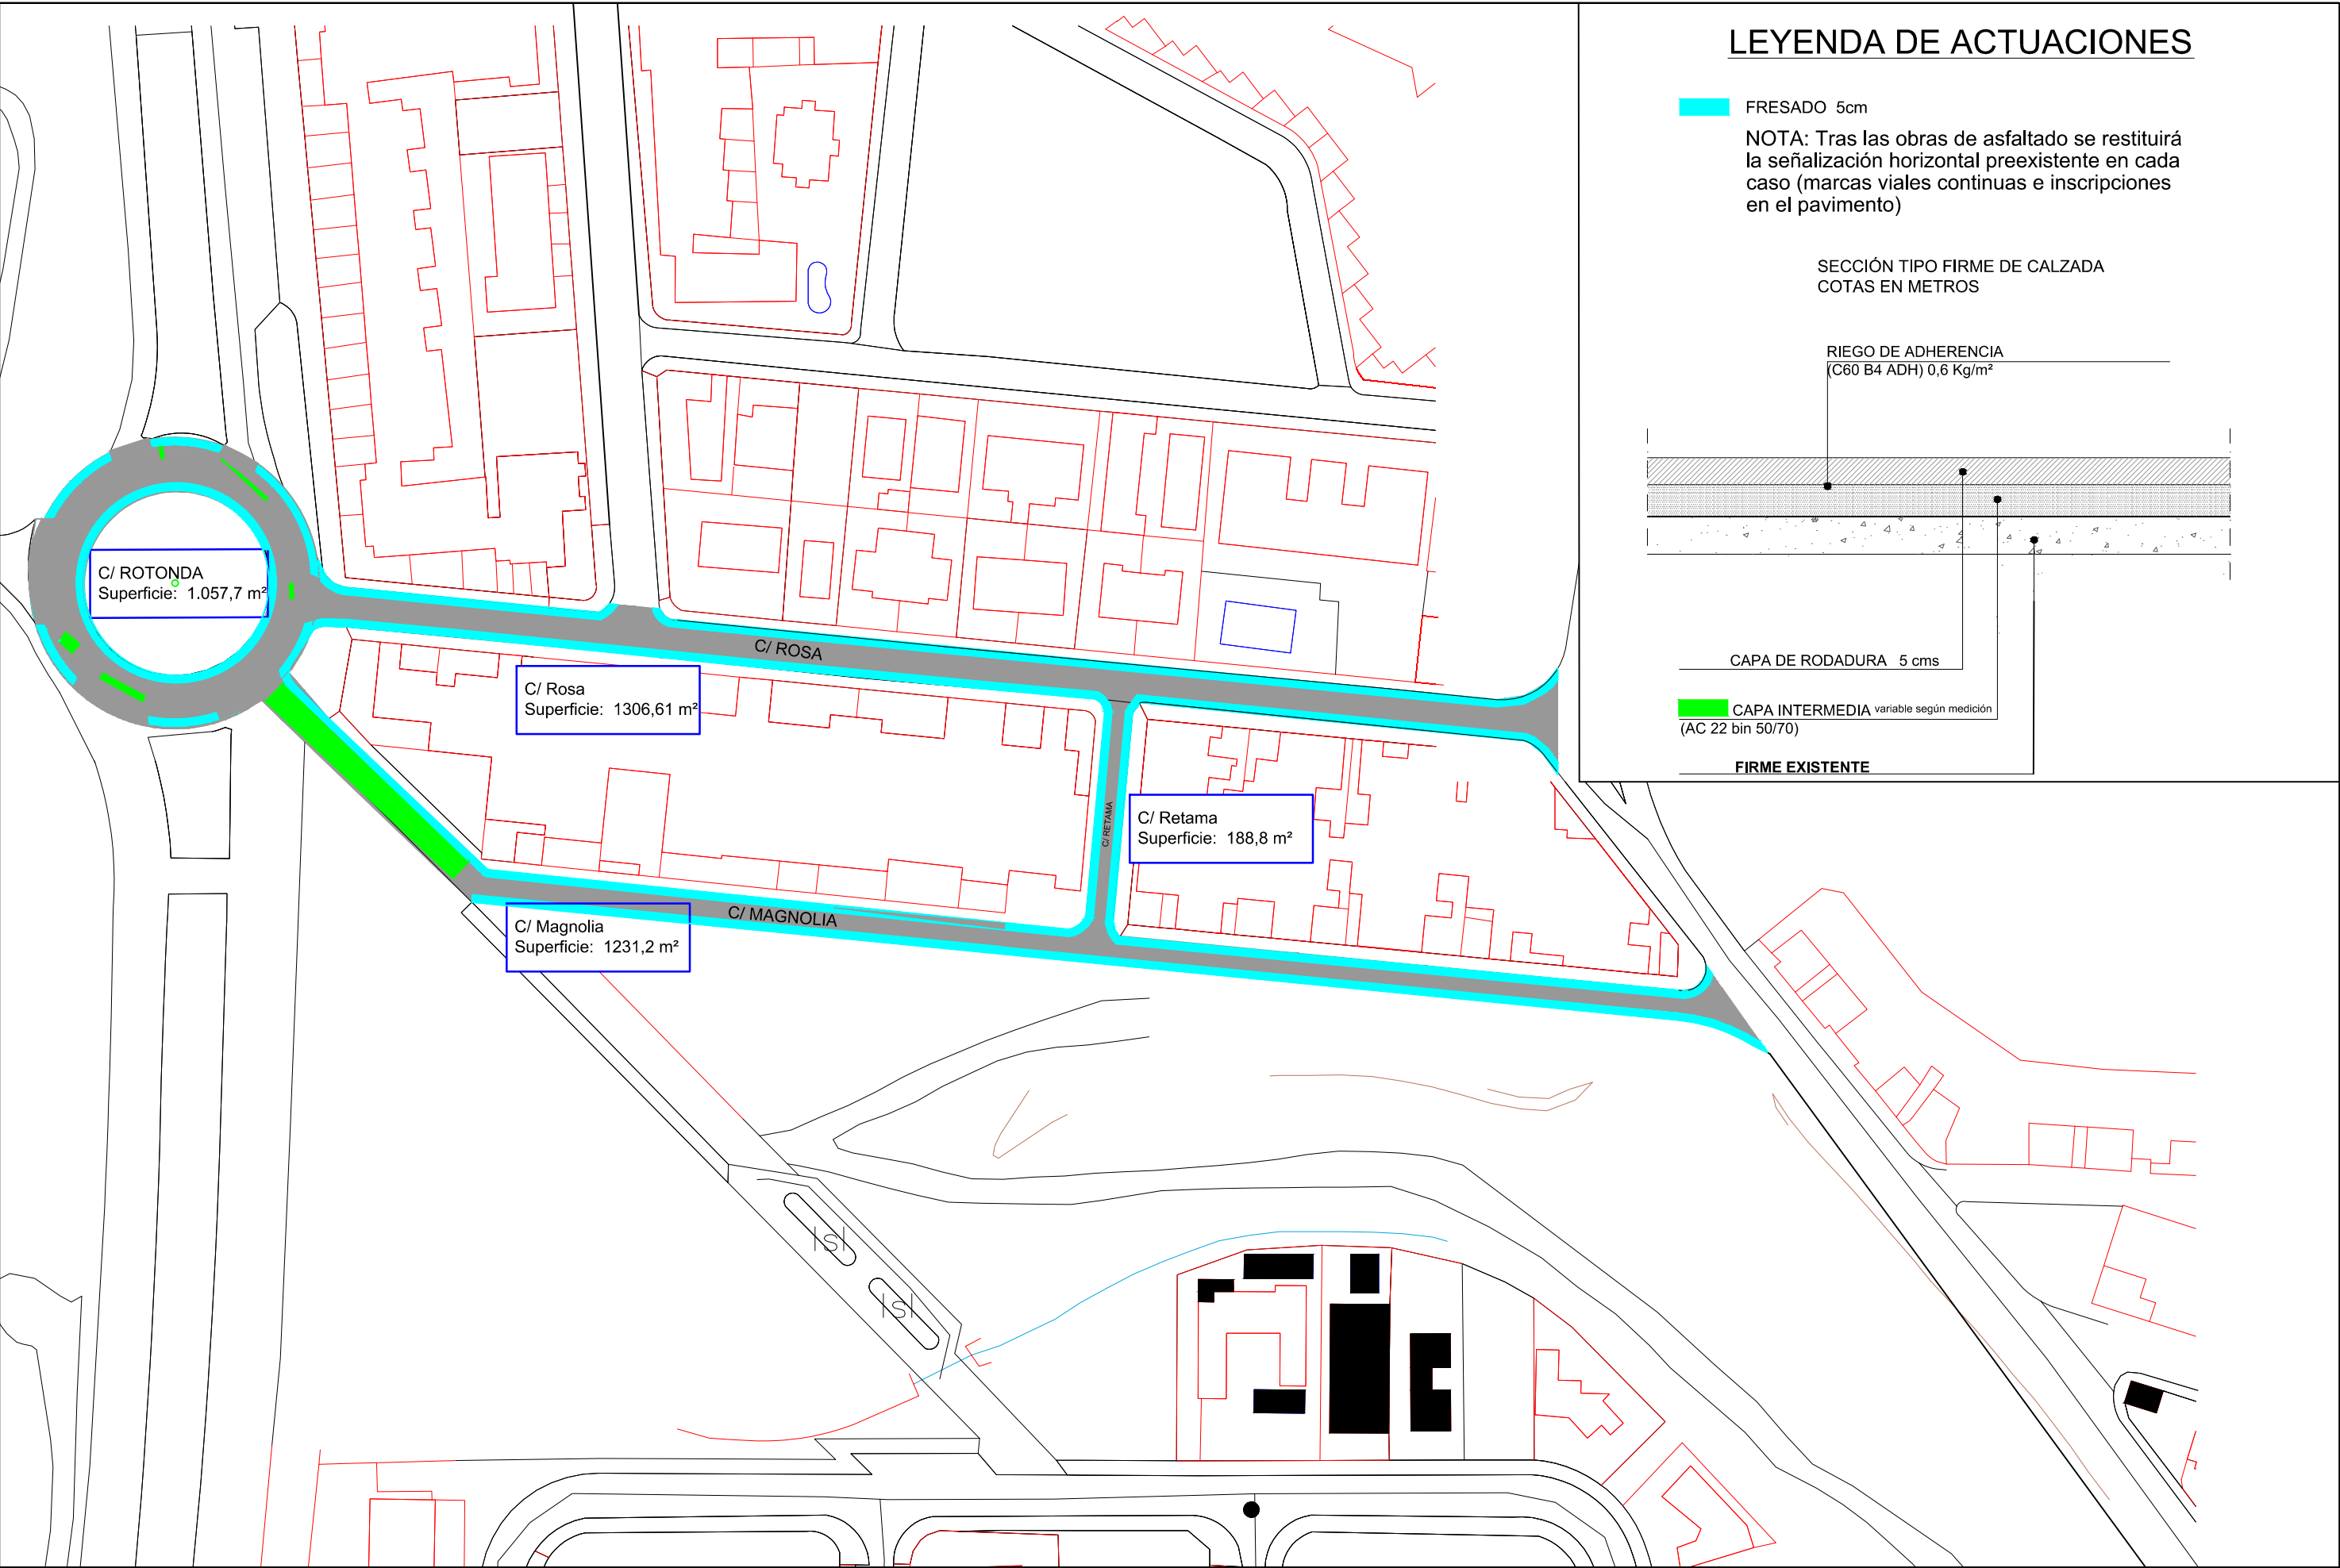 LEYENDA DE ACTUACIONES
FRESADO 5cm
NOTA: Tras las obras de asfaltado se restituirá
la señalización horizontal preexistente en cada
caso (marcas viales continuas e inscripciones
en el pavimento)
SECCIÓN TIPO FIRME DE CALZADA
COTAS EN METROS
RIEGO DE ADHERENCIA
(C60 B4 ADH) 0,6 Kg/m²
CAPA DE RODADURA 5 cms
CAPA INTERMEDIA variable según medición
(AC 22 bin 50/70)
FIRME EXISTENTE
C/ ROTONDA
Superficie: 1.057,7 m²
C/ ROSA
C/ Rosa
Superficie: 1306,61 m²
C/ RETAMA
C/ Retama
Superficie: 188,8 m²
C/ MAGNOLIA
C/ Magnolia
Superficie: 1231,2 m²
|S|
|S|